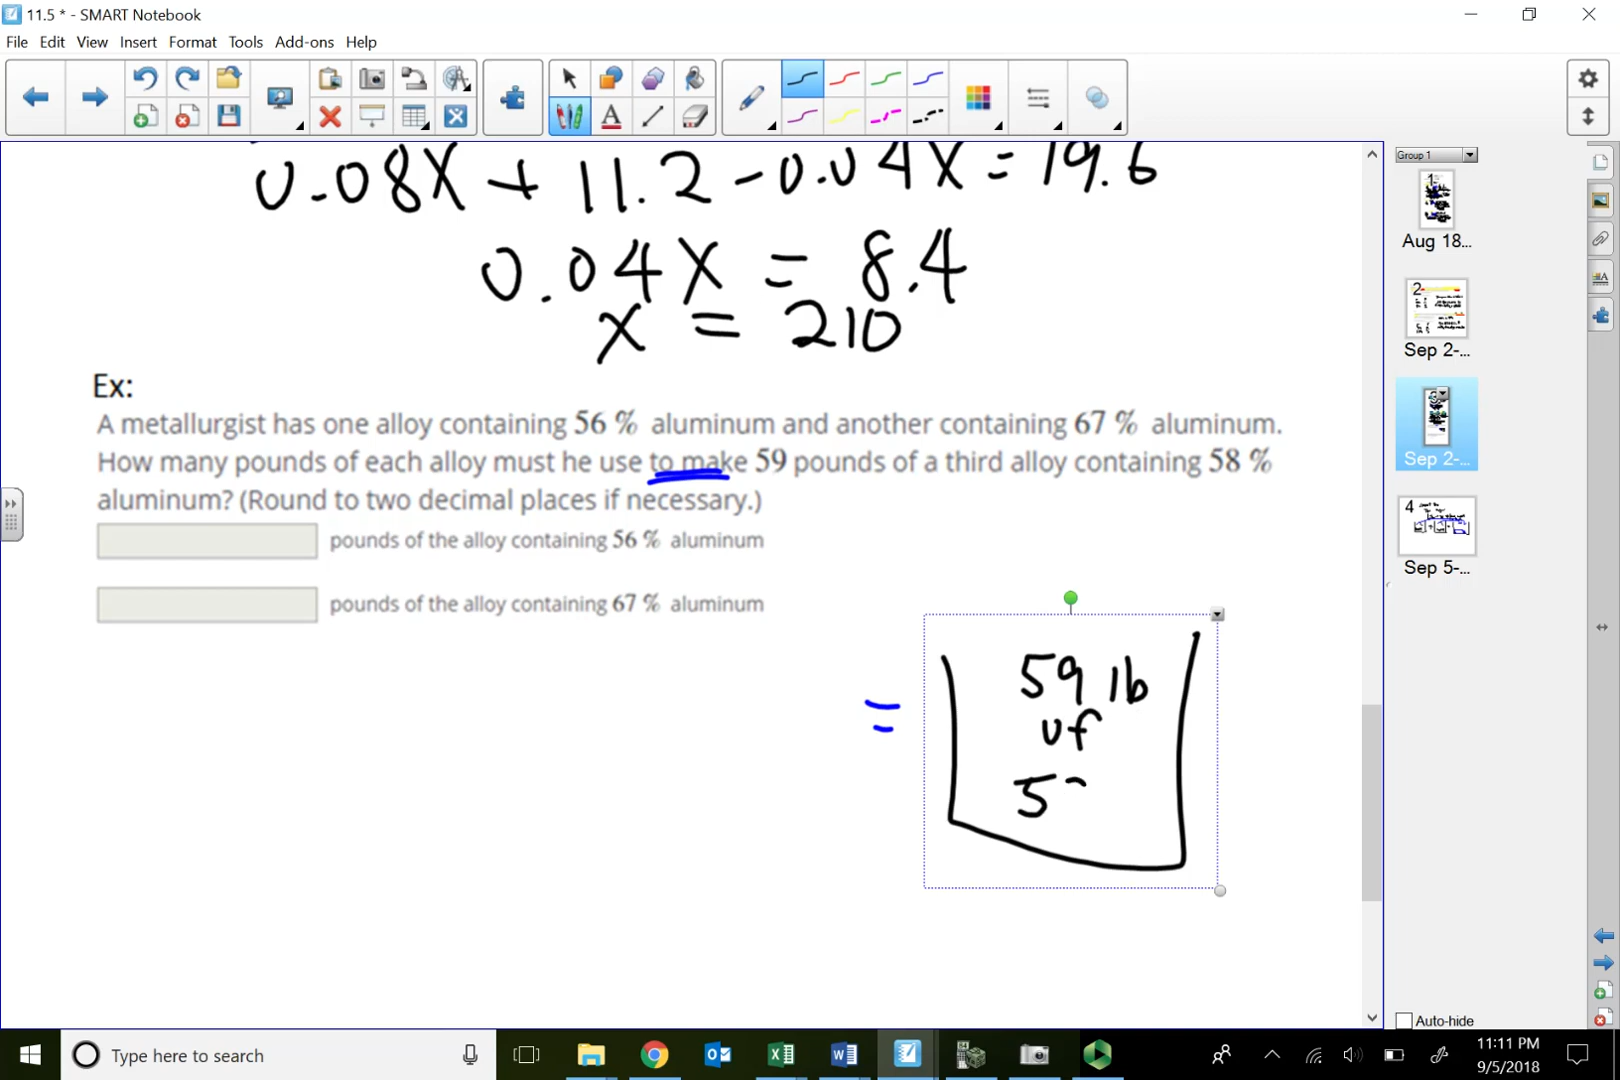 11.5 * - SMART Notebook
File Edit View Insert Format Tools Add-ons Help
0.08X + 11.2 - 0.04X = 19.6
0.04X = 8.4
X = 210
Ex:
A metallurgist has one alloy containing 56 % aluminum and another containing 67 % aluminum.
How many pounds of each alloy must he use to make 59 pounds of a third alloy containing 58 %
aluminum? (Round to two decimal places if necessary.)
pounds of the alloy containing 56 % aluminum
pounds of the alloy containing 67 % aluminum
=
59 lb
of
5
Group 1
1
Aug 18...
2
Sep 2-...
Sep 2-...
4
Sep 5-...
Auto-hide
Type here to search
11:11 PM
9/5/2018